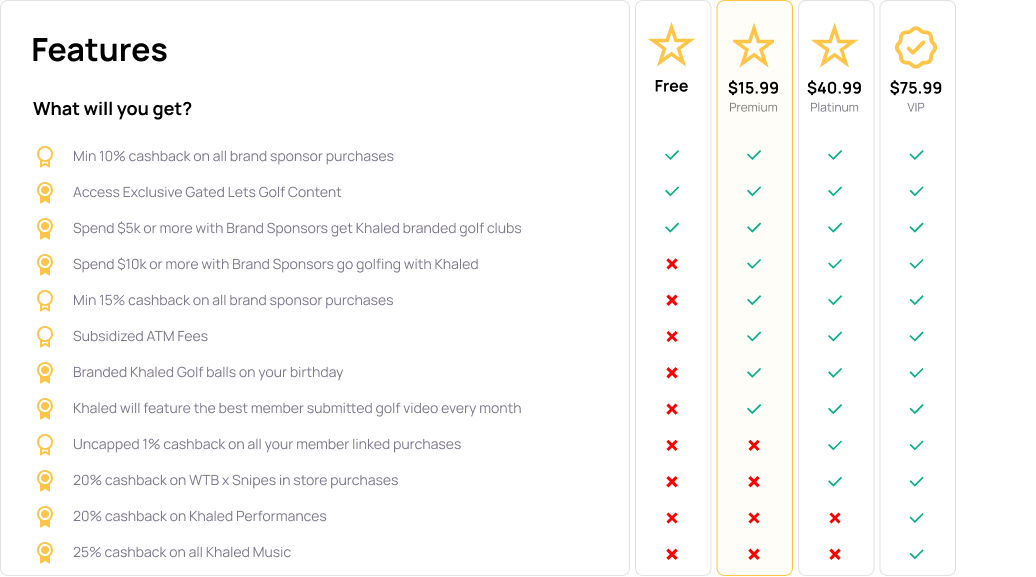 Features
Free
$15.99
$40.99
$75.99
Premium
Platinum
VIP
What will you get?
Min 10% cashback on all brand sponsor purchases
Access Exclusive Gated Lets Golf Content
Spend $5k or more with Brand Sponsors get Khaled branded golf clubs
Spend $10k or more with Brand Sponsors go golfing with Khaled
Min 15% cashback on all brand sponsor purchases
Subsidized ATM Fees
Branded Khaled Golf balls on your birthday
Khaled will feature the best member submitted golf video every month
Uncapped 1% cashback on all your member linked purchases
20% cashback on WTB x Snipes in store purchases
20% cashback on Khaled Performances
25% cashback on all Khaled Music